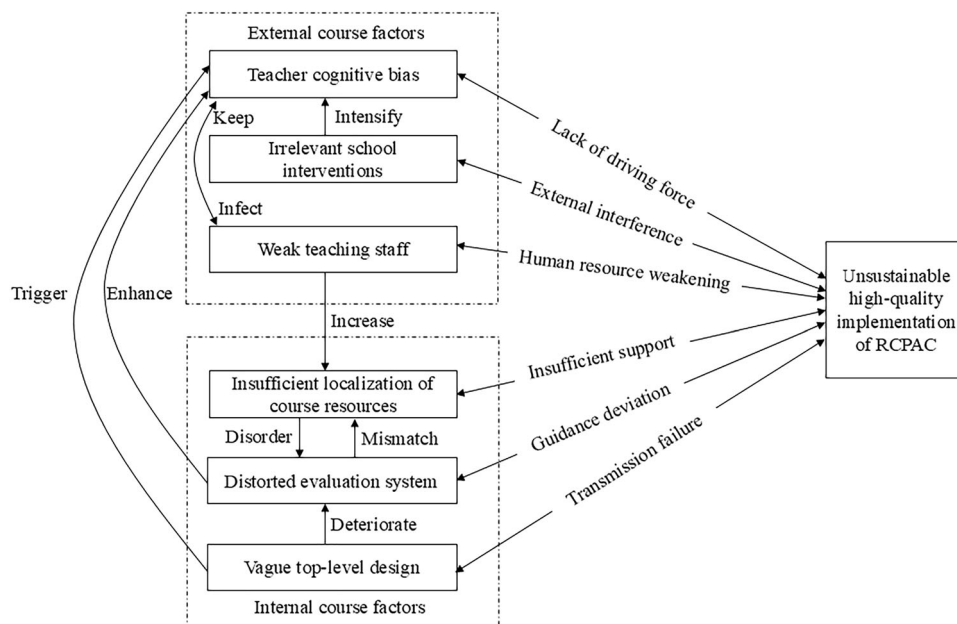 External course factors
Teacher cognitive bias
Keep
Intensify
Irrelevant school
interventions
Infect
Weak teaching staff
Trigger
Enhance
Increase
Insufficient localization of
course resources
Disorder
Mismatch
Distorted evaluation system
Deteriorate
Vague top-level design
Internal course factors
Lack of driving force
External interference
Human resource weakening
Insufficient support
Guidance deviation
Transmission failure
Unsustainable
high-quality
implementation
of RCPAC